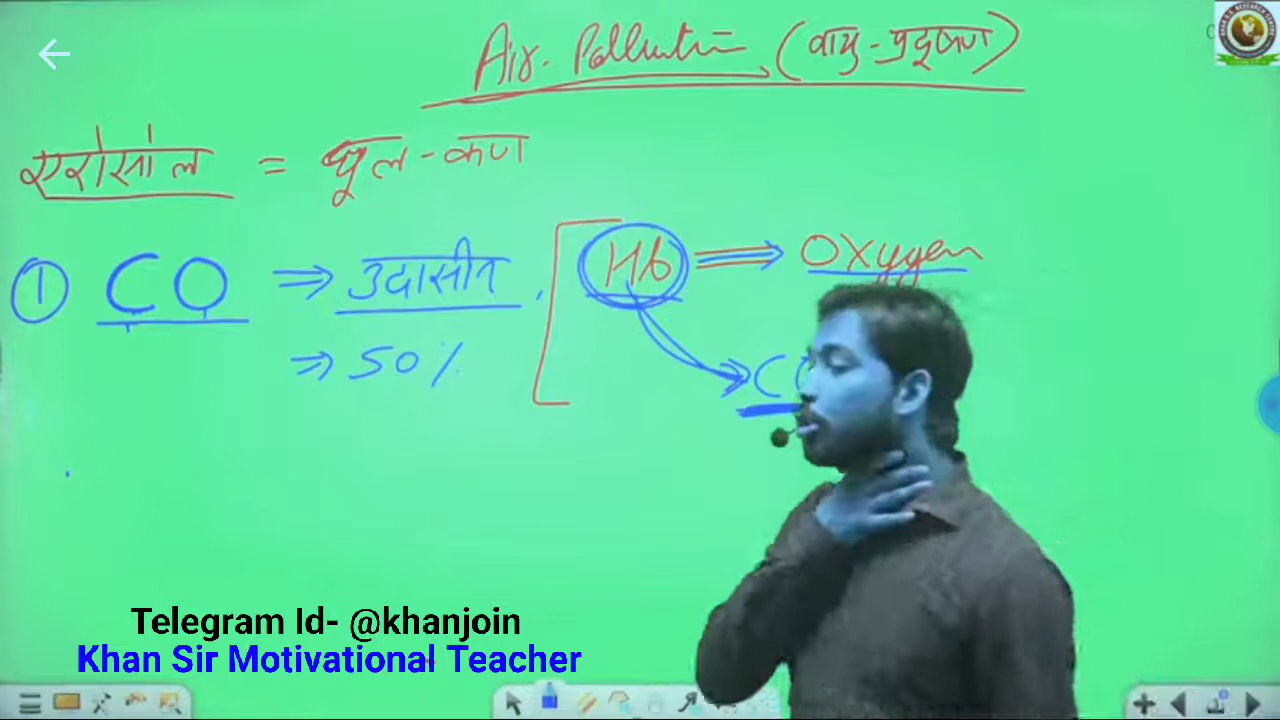 Air Pollution (वायु-प्रदूषण)
एरोसॉल = धूल-कण
① CO ⇒ उदासीन, [ Hb ⇒ Oxygen
⇒ 50%
Telegram Id- @khanjoin
Khan Sir Motivational Teacher